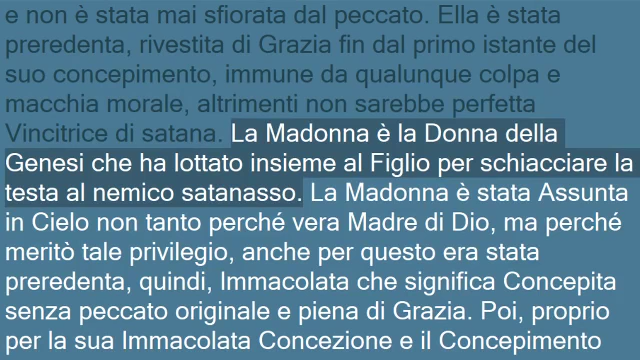 e non è stata mai sfiorata dal peccato. Ella è stata
preredenta, rivestita di Grazia fin dal primo istante del
suo concepimento, immune da qualunque colpa e
macchia morale, altrimenti non sarebbe perfetta
Vincitrice di satana. La Madonna è la Donna della
Genesi che ha lottato insieme al Figlio per schiacciare la
testa al nemico satanasso. La Madonna è stata Assunta
in Cielo non tanto perché vera Madre di Dio, ma perché
meritò tale privilegio, anche per questo era stata
preredenta, quindi, Immacolata che significa Concepita
senza peccato originale e piena di Grazia. Poi, proprio
per la sua Immacolata Concezione e il Concepimento